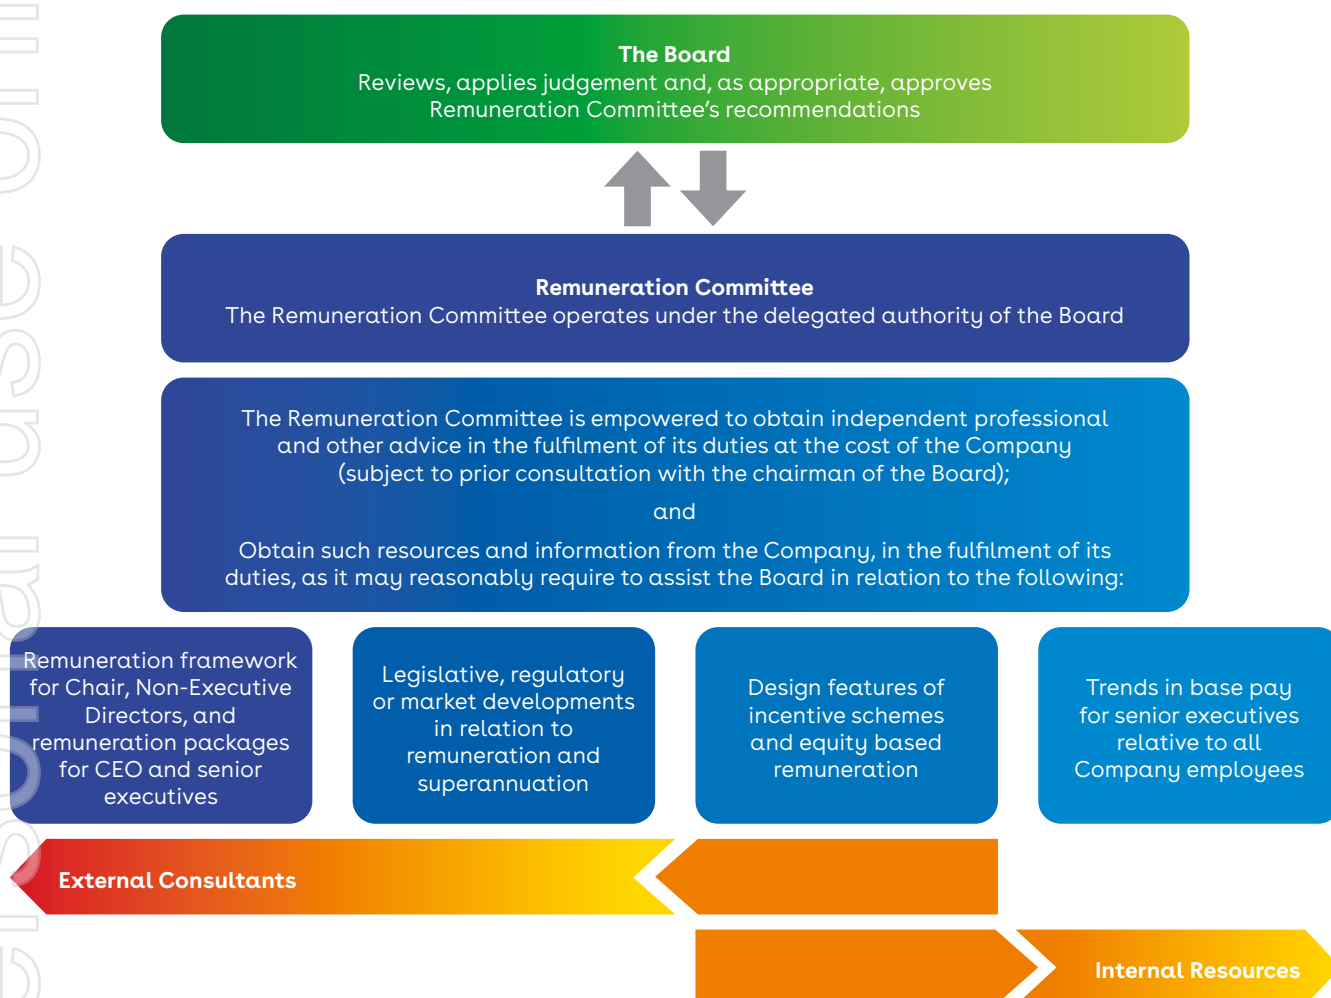 The Board
Reviews, applies judgement and, as appropriate, approves
Remuneration Committee's recommendations
Remuneration Committee
The Remuneration Committee operates under the delegated authority of the Board
The Remuneration Committee is empowered to obtain independent professional
and other advice in the fulfilment of its duties at the cost of the Company
(subject to prior consultation with the chairman of the Board);
and
Obtain such resources and information from the Company, in the fulfilment of its
duties, as it may reasonably require to assist the Board in relation to the following:
Remuneration framework
for Chair, Non-Executive
Directors, and
remuneration packages
for CEO and senior
executives
Legislative, regulatory
or market developments
in relation to
remuneration and
superannuation
Design features of
incentive schemes
and equity based
remuneration
Trends in base pay
for senior executives
relative to all
Company employees
External Consultants
Internal Resources